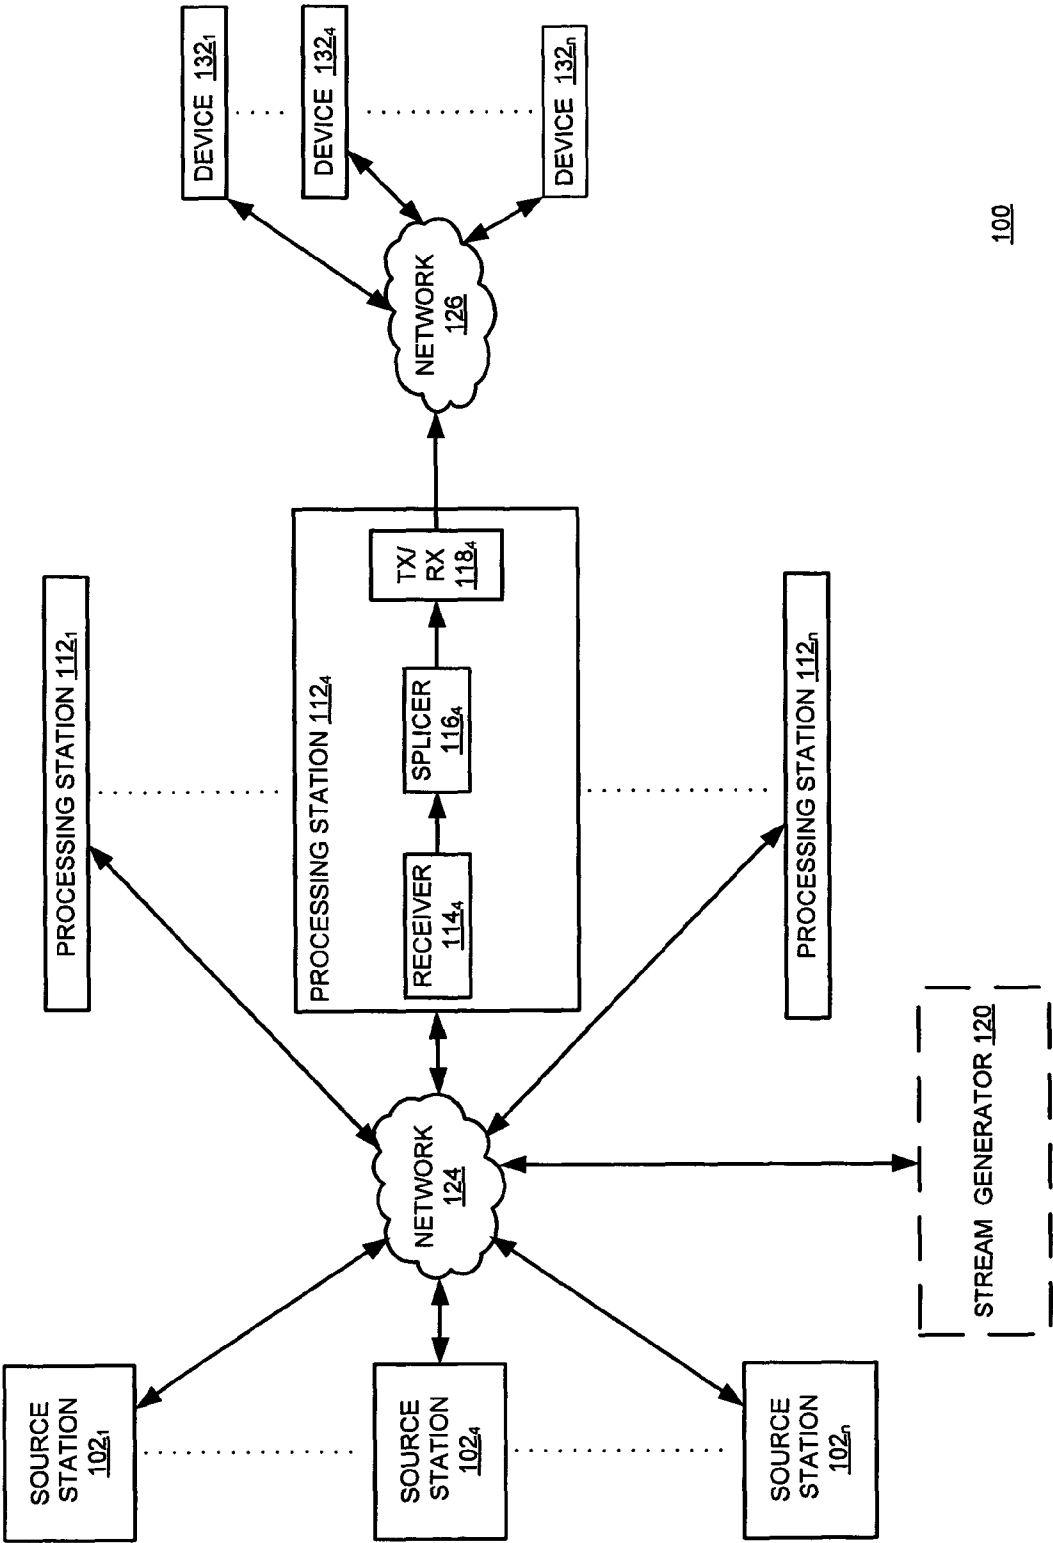 SOURCE
STATION
102₁
SOURCE
STATION
102₄
SOURCE
STATION
102ₙ
NETWORK
124
STREAM GENERATOR 120
PROCESSING STATION 112₁
PROCESSING STATION 112₄
RECEIVER
114₄
SPLICER
116₄
TX/
RX
118₄
PROCESSING STATION 112ₙ
NETWORK
126
DEVICE 132₁
DEVICE 132₄
DEVICE 132ₙ
100